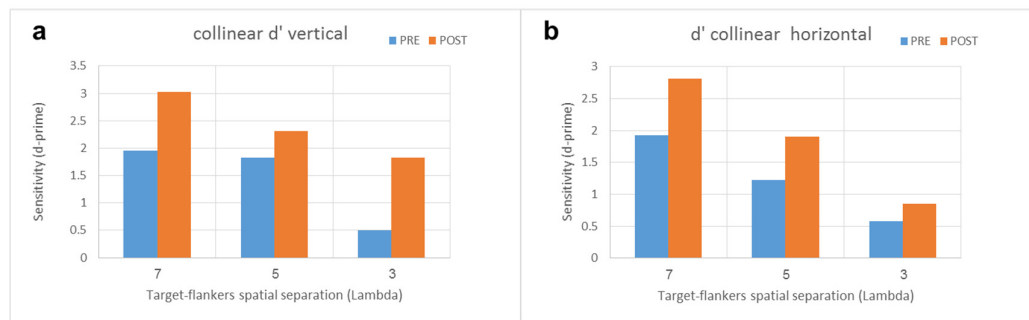 a
collinear d' vertical
PRE POST
Sensitivity (d-prime)
3.5
3
2.5
2
1.5
1
0.5
0
7 5 3
Target-flankers spatial separation (Lambda)
b
d' collinear horizontal
PRE POST
Sensitivity (d-prime)
3
2.5
2
1.5
1
0.5
0
7 5 3
Target-flankers spatial separation (Lambda)